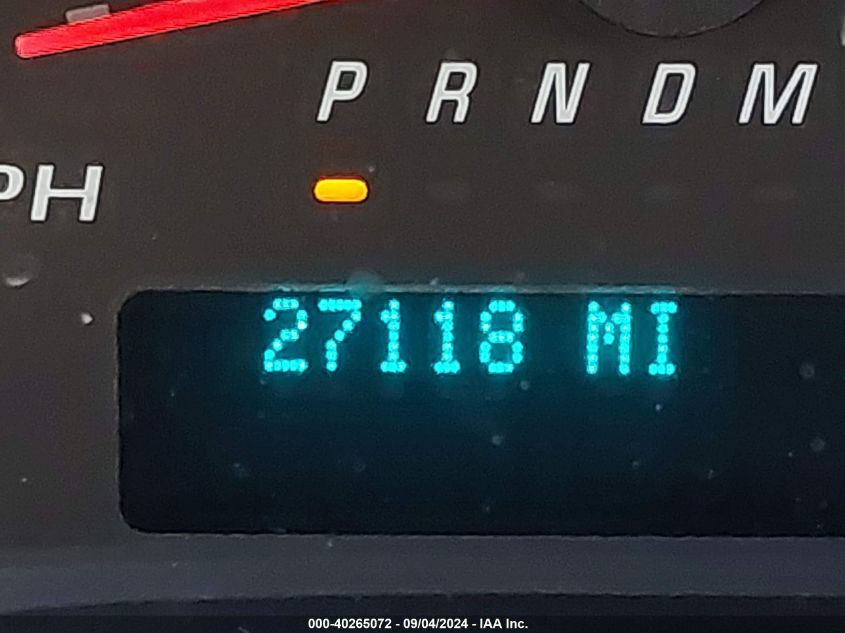 P R N D M
PH
27118 MI
000-40265072 - 09/04/2024 - IAA Inc.